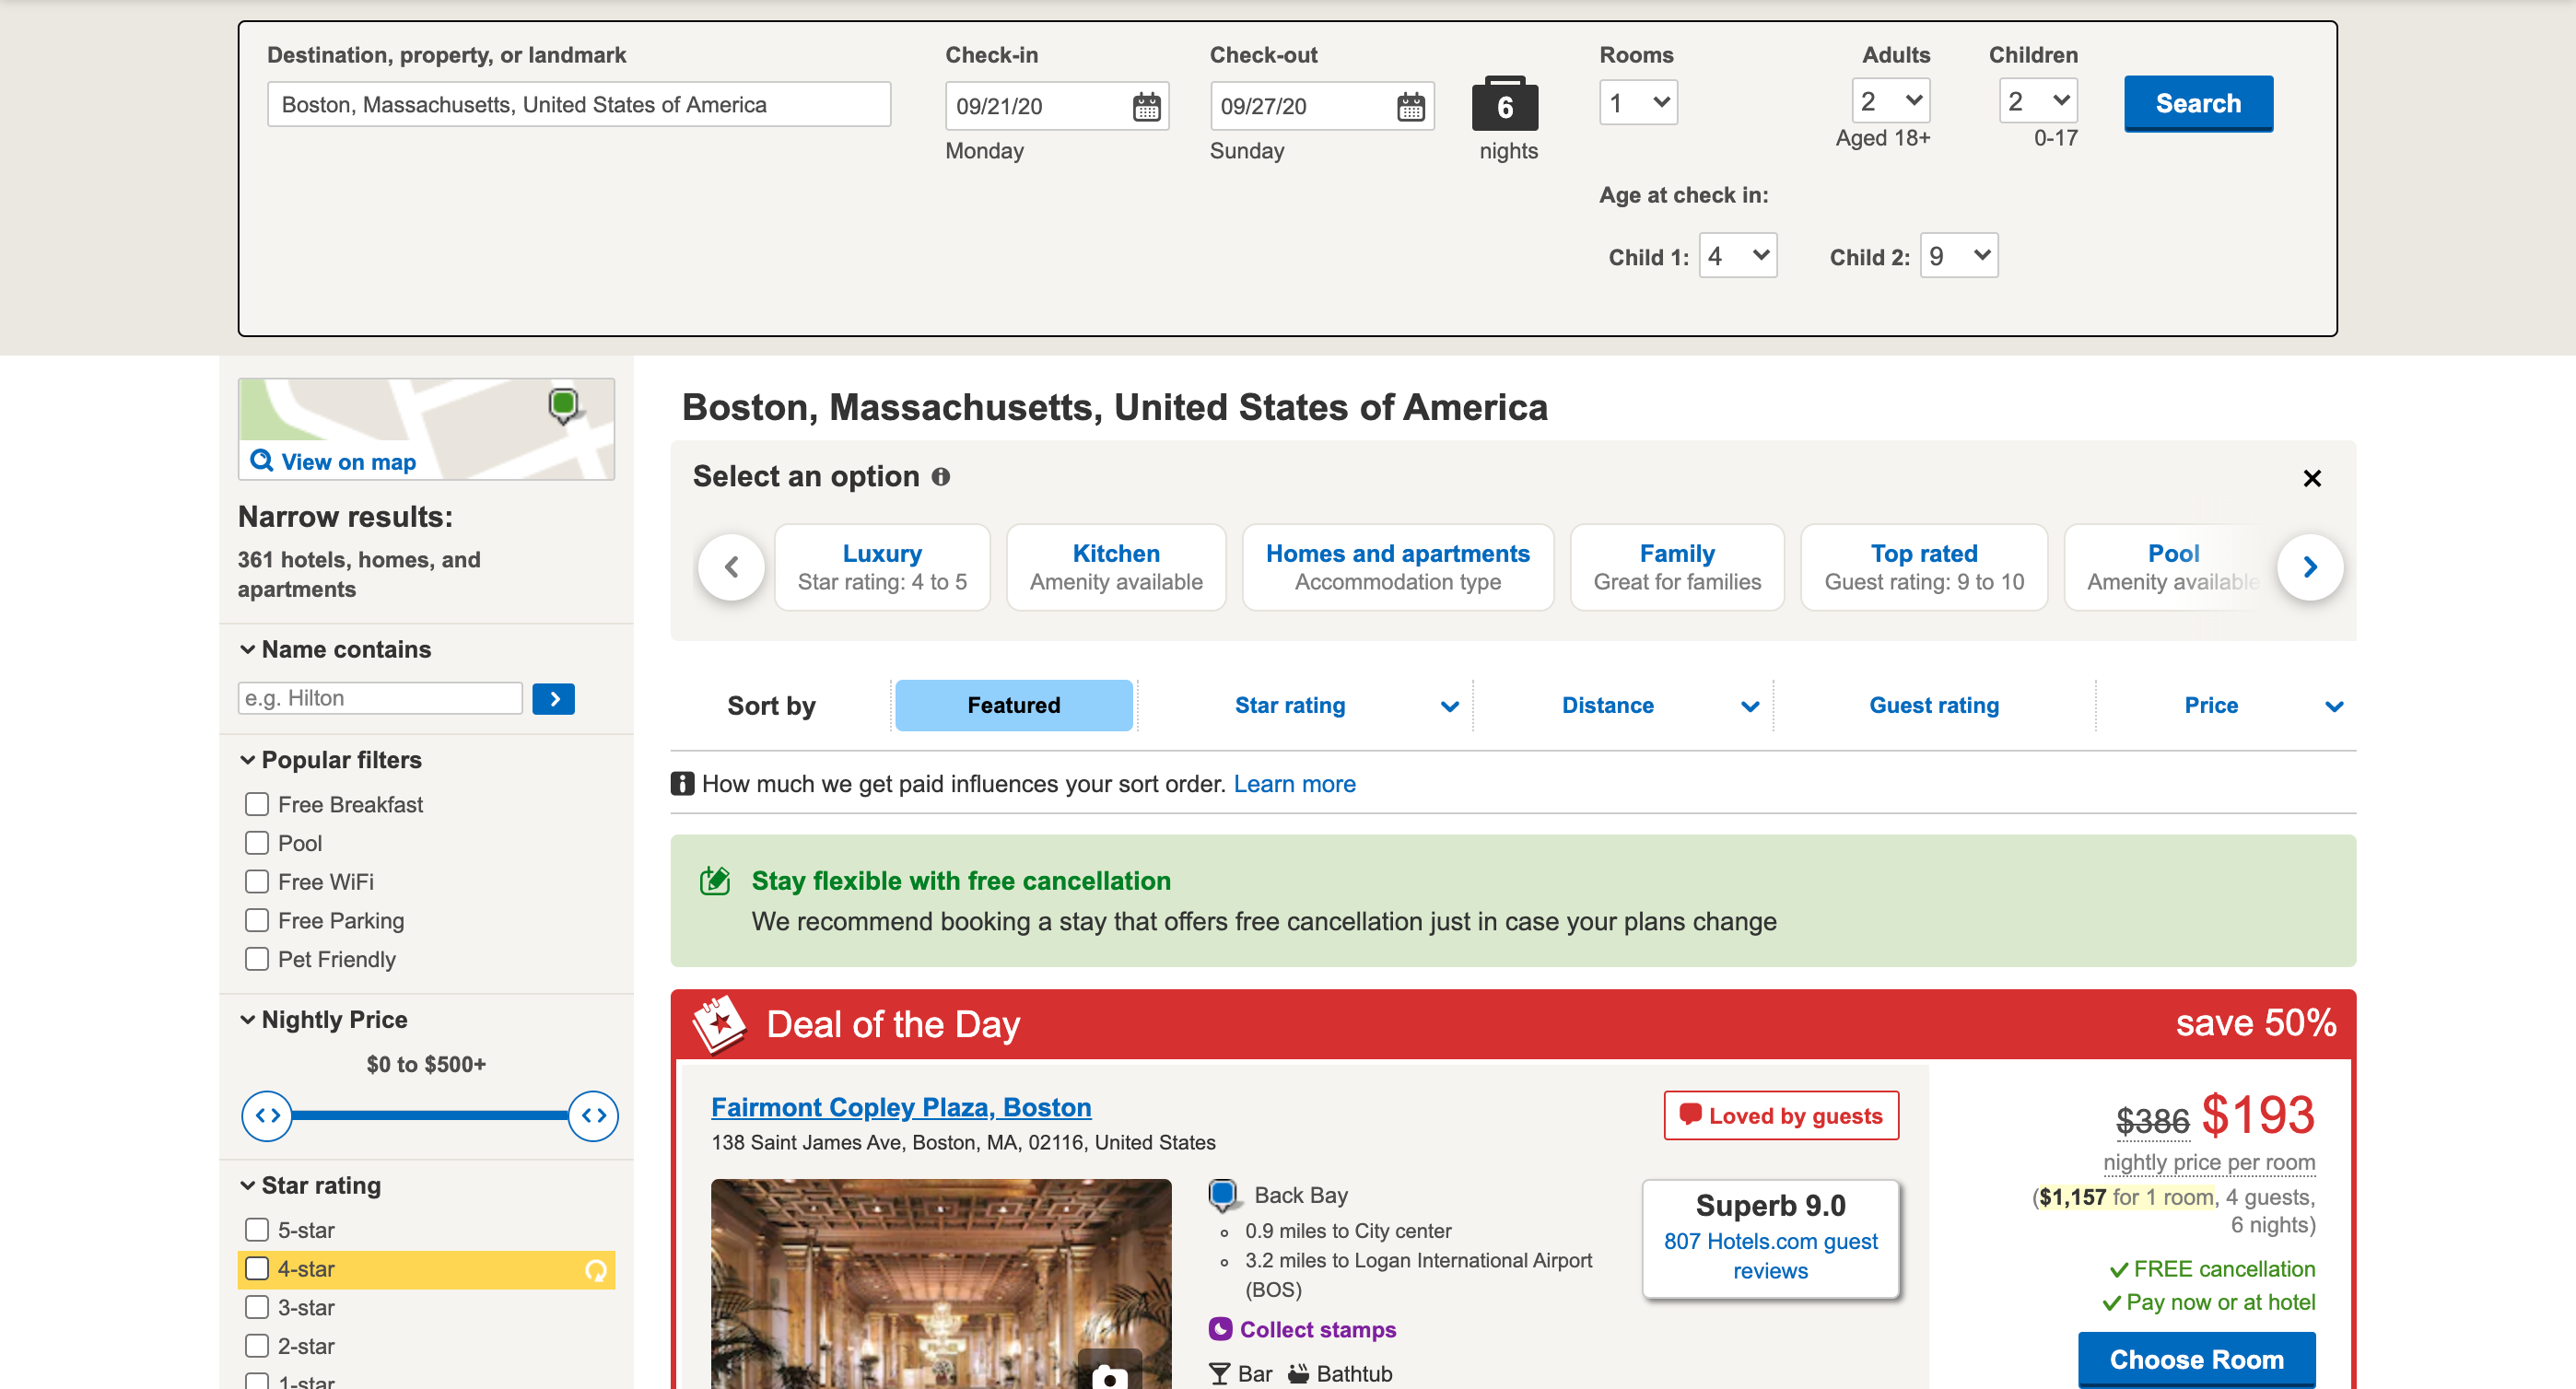 Destination, property, or landmark
Boston, Massachusetts, United States of America
Check-in
09/21/20
Monday
Check-out
09/27/20
Sunday
6
nights
Rooms
1
Adults
2
Aged 18+
Children
2
0-17
Search
Age at check in:
Child 1: 4
Child 2: 9
View on map
Narrow results:
361 hotels, homes, and
apartments
Name contains
e.g. Hilton
Popular filters
Free Breakfast
Pool
Free WiFi
Free Parking
Pet Friendly
Nightly Price
$0 to $500+
Star rating
5-star
4-star
3-star
2-star
1-star
Boston, Massachusetts, United States of America
Select an option
Luxury
Star rating: 4 to 5
Kitchen
Amenity available
Homes and apartments
Accommodation type
Family
Great for families
Top rated
Guest rating: 9 to 10
Pool
Amenity available
Sort by
Featured
Star rating
Distance
Guest rating
Price
How much we get paid influences your sort order. Learn more
Stay flexible with free cancellation
We recommend booking a stay that offers free cancellation just in case your plans change
Deal of the Day
save 50%
Fairmont Copley Plaza, Boston
138 Saint James Ave, Boston, MA, 02116, United States
Back Bay
0.9 miles to City center
3.2 miles to Logan International Airport
(BOS)
Collect stamps
Bar Bathtub
Loved by guests
Superb 9.0
807 Hotels.com guest
reviews
$386 $193
nightly price per room
($1,157 for 1 room, 4 guests,
6 nights)
FREE cancellation
Pay now or at hotel
Choose Room